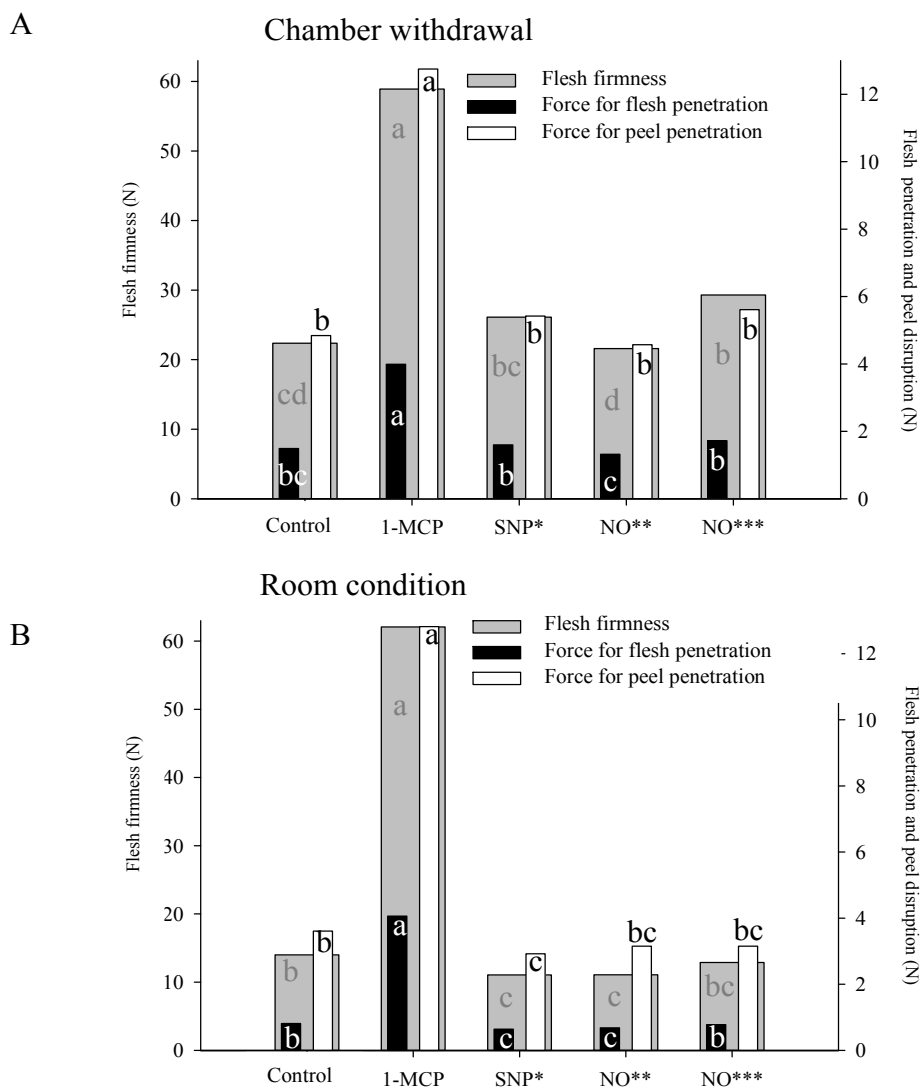 A
Chamber withdrawal
Flesh firmness
Force for flesh penetration
Force for peel penetration
Flesh firmness (N)
60
50
40
30
20
10
0
12
10
8
6
4
2
0
Flesh penetration and peel disruption (N)
cd
bc
b
a
a
a
bc
b
b
d
c
b
b
b
b
Control
1-MCP
SNP*
NO**
NO***
Room condition
B
Flesh firmness
Force for flesh penetration
Force for peel penetration
Flesh firmness (N)
60
50
40
30
20
10
0
12
10
8
6
4
2
0
Flesh penetration and peel disruption (N)
b
b
b
a
a
a
c
c
c
c
c
bc
bc
b
bc
Control
1-MCP
SNP*
NO**
NO***